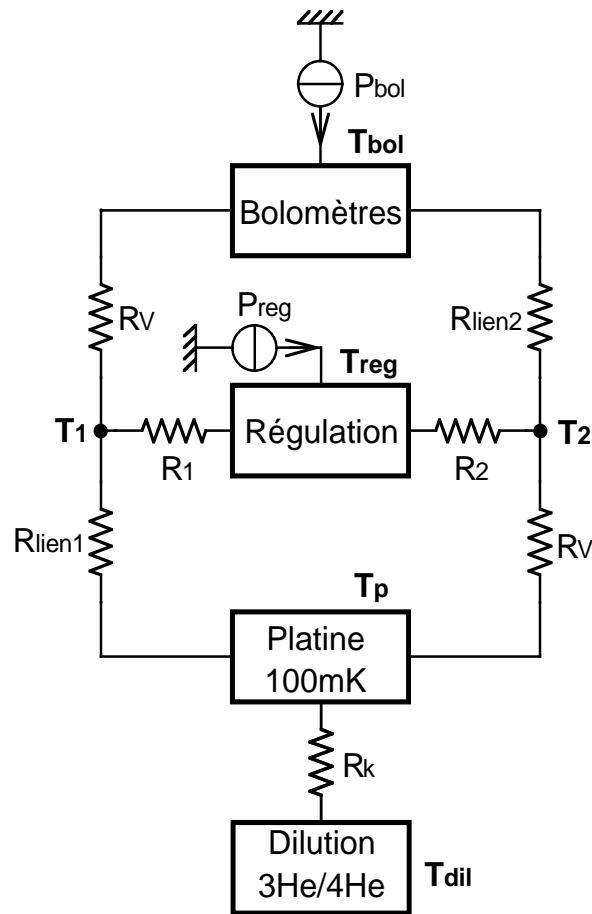 Pbol
Tbol
Bolomètres
RV
Preg
Rlien2
Treg
T1
Régulation
T2
R1
R2
Rlien1
RV
Tp
Platine
100mK
Rk
Dilution
3He/4He
Tdil